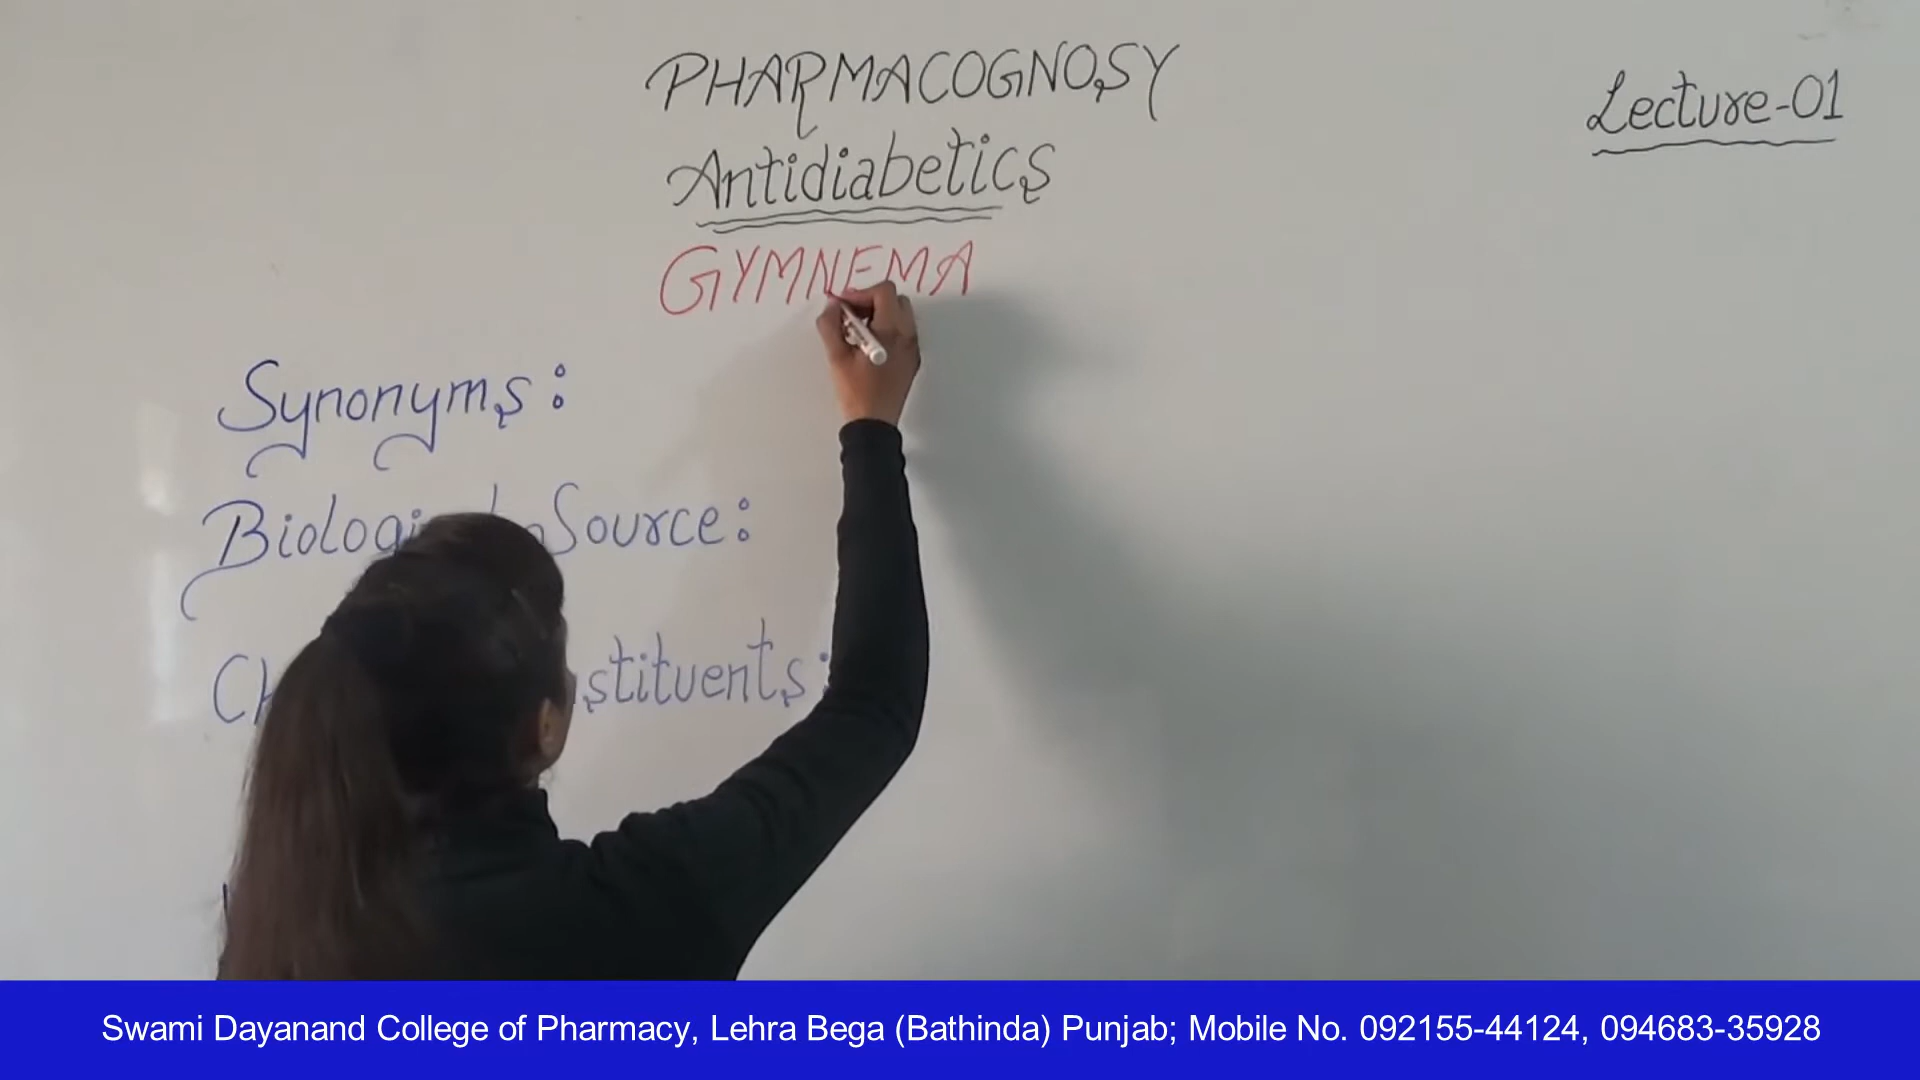 PHARMACOGNOSY
Lecture-01
Antidiabetics
GYMNEMA
Synonyms:
Source:
Swami Dayanand College of Pharmacy, Lehra Bega (Bathinda) Punjab; Mobile No. 092155-44124, 094683-35928